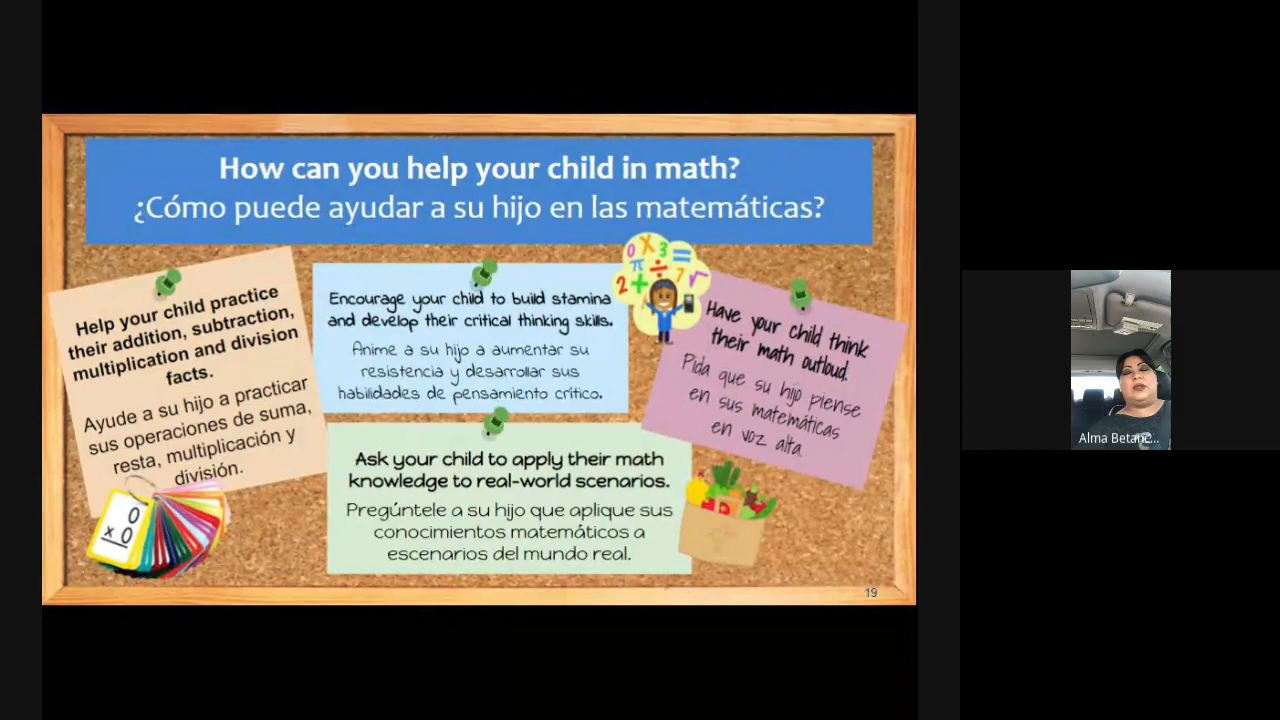 How can you help your child in math?
¿Cómo puede ayudar a su hijo en las matemáticas?
Help your child practice
their addition, subtraction,
multiplication and division
facts.
Ayude a su hijo a practicar
sus operaciones de suma,
resta, multiplicación y
división.
0
x 0
Encourage your child to build stamina
and develop their critical thinking skills.
Anime a su hijo a aumentar su
resistencia y desarrollar sus
habilidades de pensamiento crítico.
0 X 3 =
π ÷ 7 √
2 +
Have your child think
their math outloud.
Pida que su hijo piense
en sus matemáticas
en voz alta.
Ask your child to apply their math
knowledge to real-world scenarios.
Pregúntele a su hijo que aplique sus
conocimientos matemáticos a
escenarios del mundo real.
19
Alma Betanc...